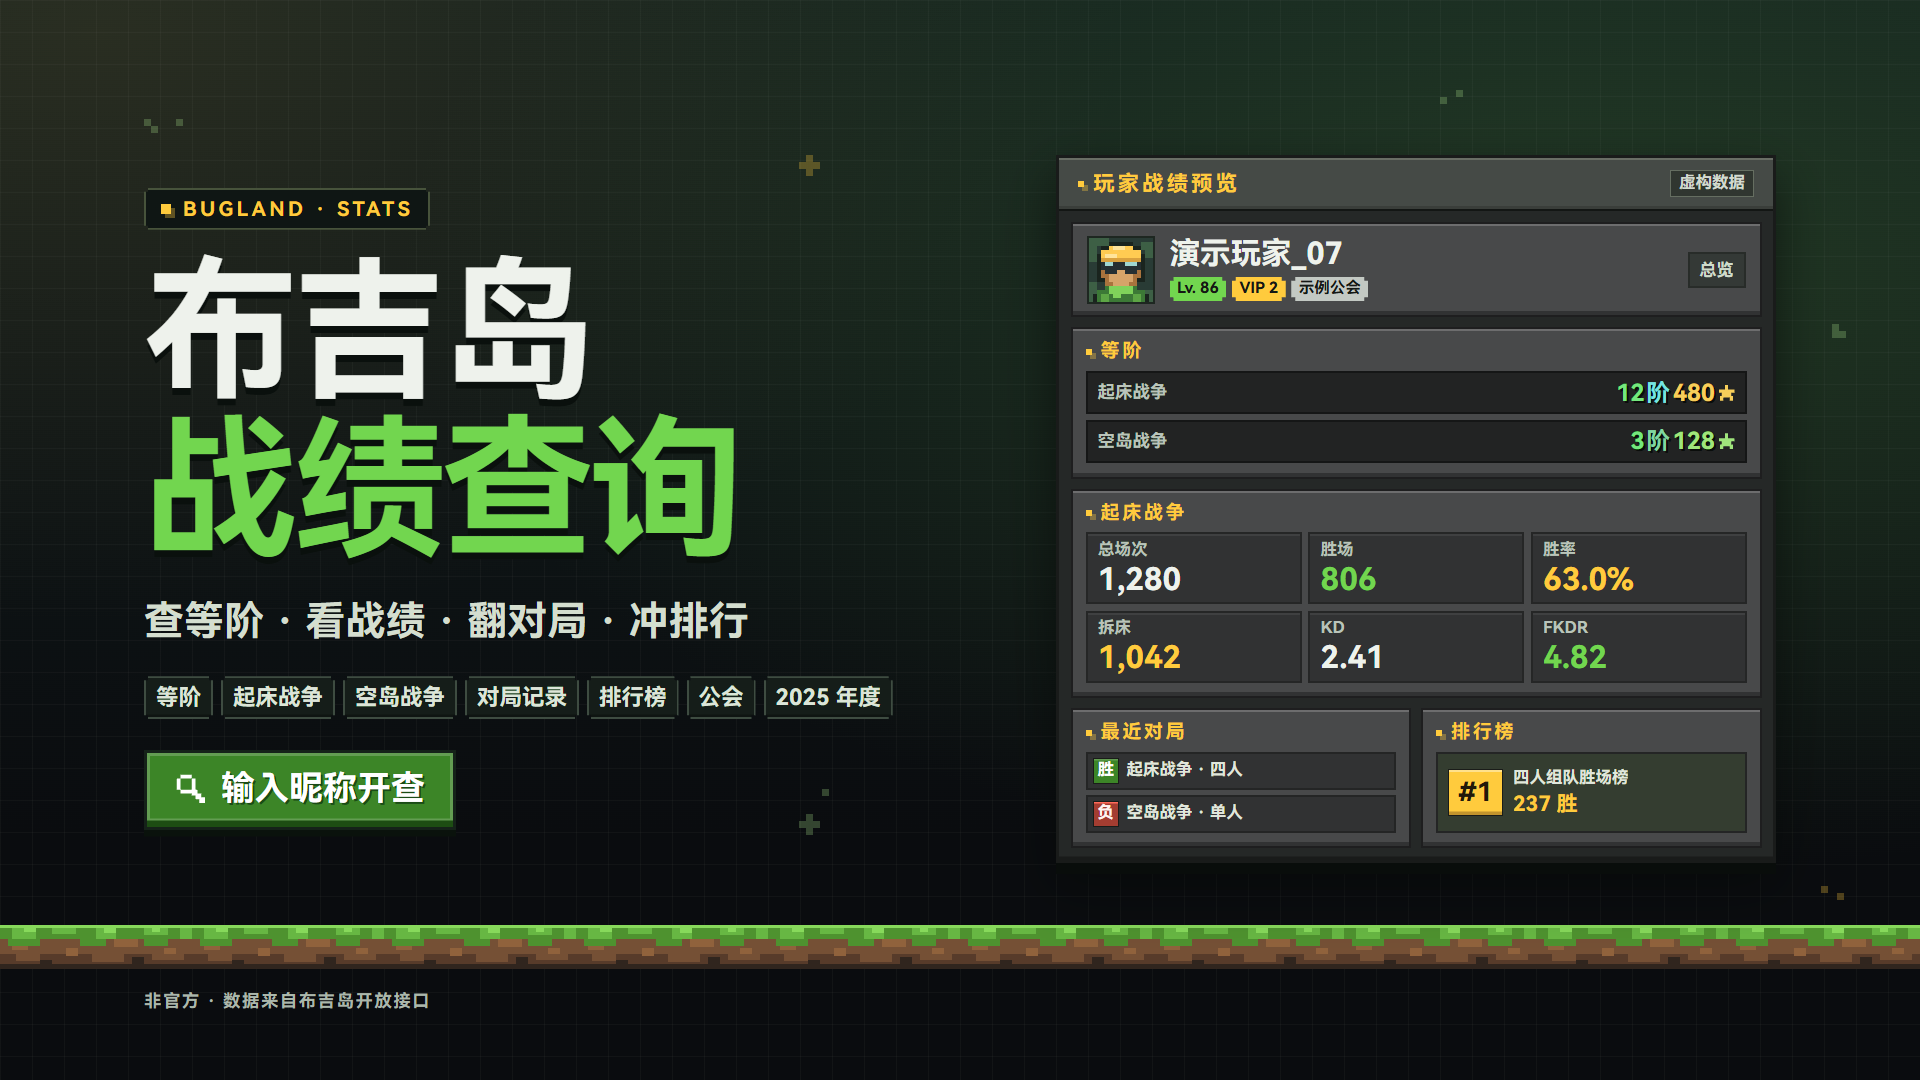 BUGLAND · STATS
布吉岛
战绩查询
查等阶 · 看战绩 · 翻对局 · 冲排行
等阶 起床战争 空岛战争 对局记录 排行榜 公会 2025 年度
输入昵称开查
非官方 · 数据来自布吉岛开放接口
玩家战绩预览 虚构数据
演示玩家_07
Lv. 86 VIP 2 示例公会
总览
等阶
起床战争 12阶480★
空岛战争 3阶128★
起床战争
总场次 胜场 胜率
1,280 806 63.0%
拆床 KD FKDR
1,042 2.41 4.82
最近对局
胜 起床战争 · 四人
负 空岛战争 · 单人
排行榜
#1 四人组队胜场榜
237 胜